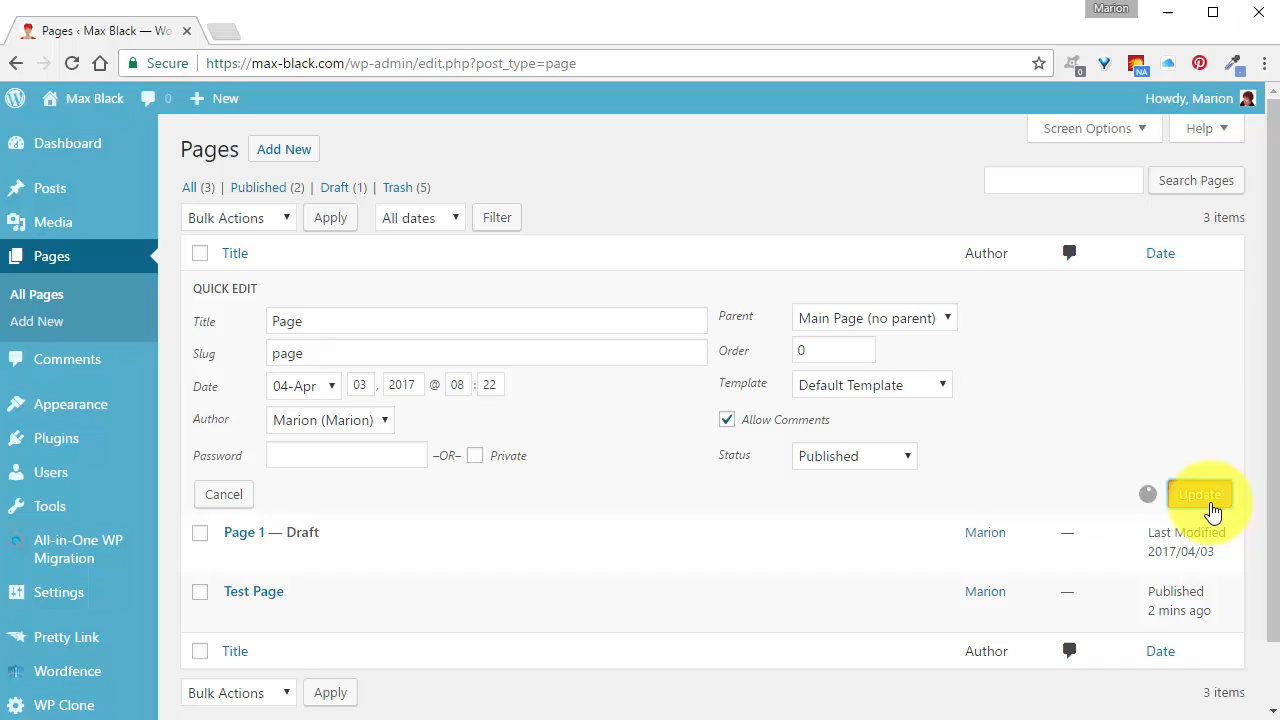 Marion
Pages ‹ Max Black — Wo
Secure https://max-black.com/wp-admin/edit.php?post_type=page
0 NA -
Max Black 0 New Howdy, Marion
Dashboard
Posts
Media
Pages
All Pages
Add New
Comments
Appearance
Plugins
Users
Tools
All-in-One WP
Migration
Settings
Pretty Link
Wordfence
WP Clone
Screen Options Help
Pages Add New
All (3) | Published (2) | Draft (1) | Trash (5)
Search Pages
Bulk Actions Apply All dates Filter 3 items
Title Author Date
QUICK EDIT
Title Page
Slug page
Date 04-Apr 03 , 2017 @ 08 : 22
Author Marion (Marion)
Password –OR– Private
Parent Main Page (no parent)
Order 0
Template Default Template
Allow Comments
Status Published
Cancel Update
Page 1 — Draft Marion — Last Modified
2017/04/03
Test Page Marion — Published
2 mins ago
Title Author Date
Bulk Actions Apply 3 items